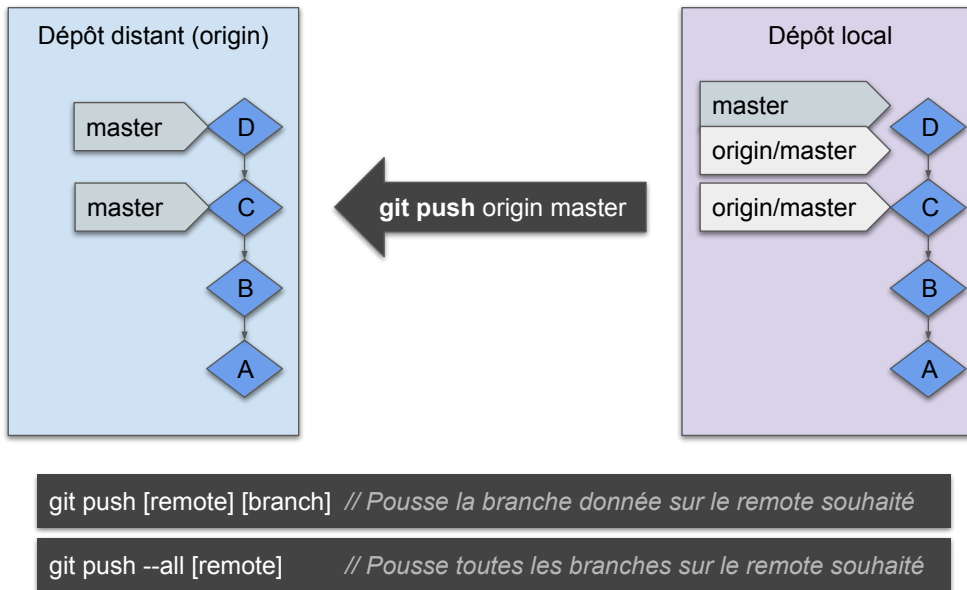 Dépôt distant (origin)
master
D
master
C
B
A
git push origin master
Dépôt local
master
origin/master
D
origin/master
C
B
A
git push [remote] [branch] // Pousse la branche donnée sur le remote souhaité
git push --all [remote] // Pousse toutes les branches sur le remote souhaité